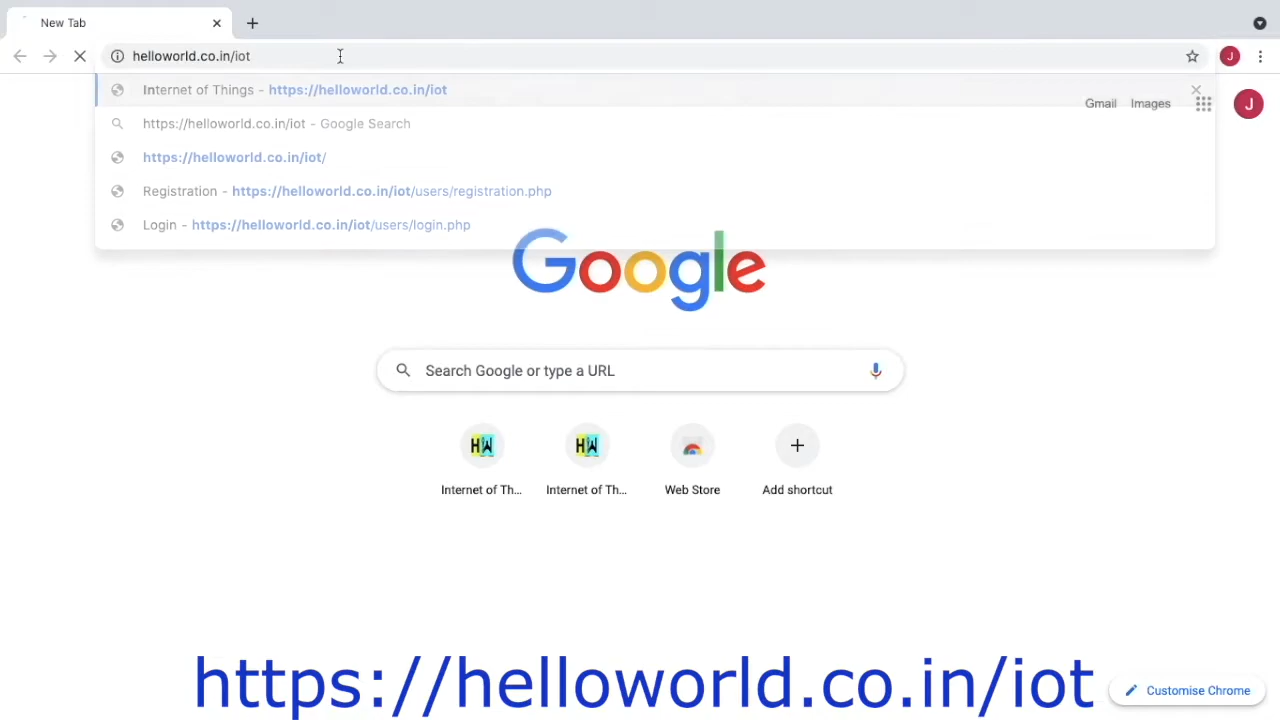 New Tab
helloworld.co.in/iot
J
Internet of Things - https://helloworld.co.in/iot
Gmail Images
J
https://helloworld.co.in/iot - Google Search
https://helloworld.co.in/iot/
Registration - https://helloworld.co.in/iot/users/registration.php
Login - https://helloworld.co.in/iot/users/login.php
Google
Search Google or type a URL
HW HW
Internet of Th... Internet of Th... Web Store Add shortcut
https://helloworld.co.in/iot
Customise Chrome